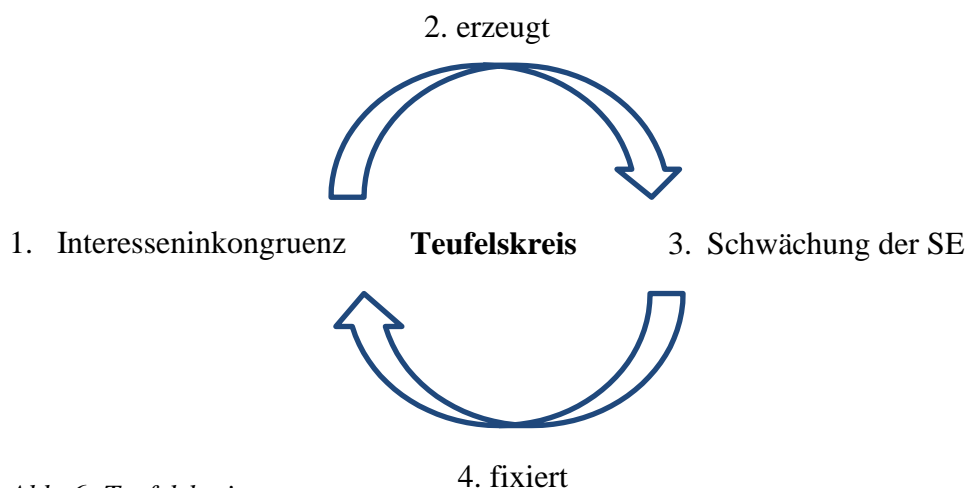 2. erzeugt
1. Interesseninkongruenz Teufelskreis 3. Schwächung der SE
4. fixiert